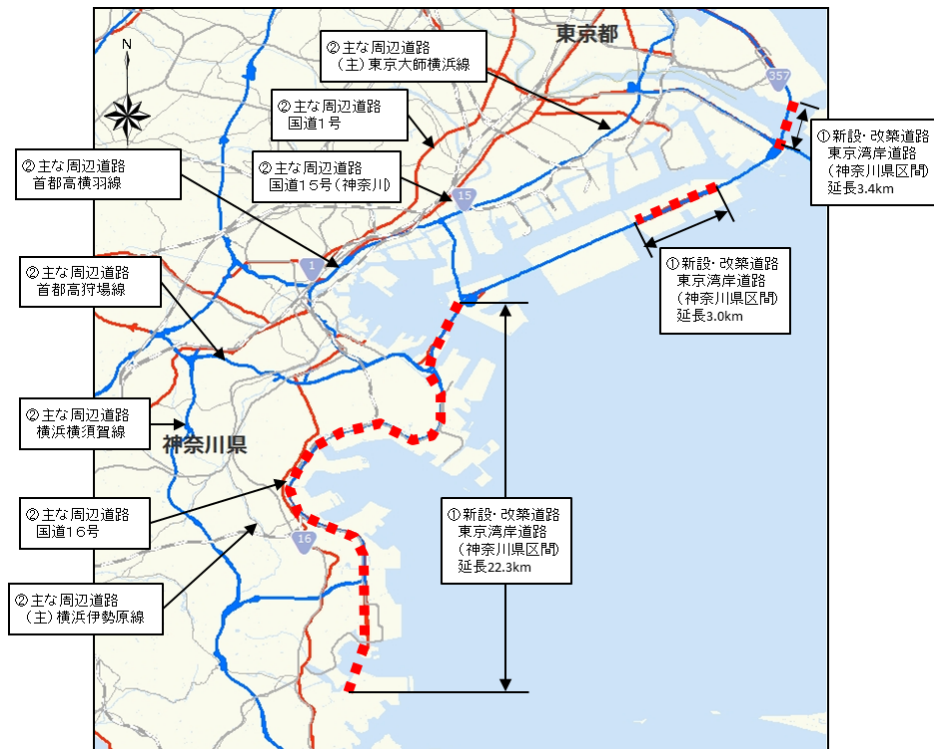 N
東京都
357
②主な周辺道路
(主)東京大師横浜線
②主な周辺道路
国道1号
②主な周辺道路
国道15号(神奈川)
15
②主な周辺道路
首都高横羽線
1
①新設・改築道路
東京湾岸道路
(神奈川県区間)
延長3.4km
①新設・改築道路
東京湾岸道路
(神奈川県区間)
延長3.0km
②主な周辺道路
首都高狩場線
②主な周辺道路
横浜横須賀線
神奈川県
②主な周辺道路
国道16号
16
①新設・改築道路
東京湾岸道路
(神奈川県区間)
延長22.3km
②主な周辺道路
(主)横浜伊勢原線